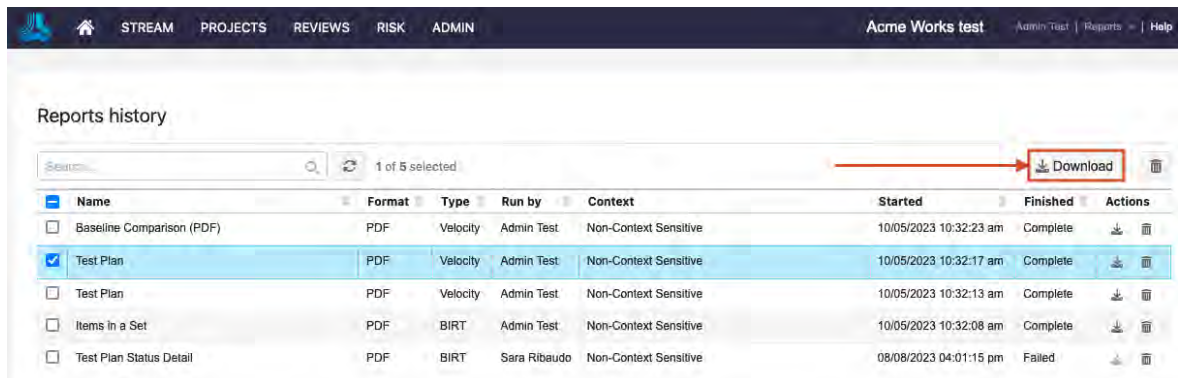 STREAM PROJECTS REVIEWS RISK ADMIN Acme Works test Admin Test | Reports | Help
Reports history
Search... 1 of 5 selected Download
Name Format Type Run by Context Started Finished Actions
Baseline Comparison (PDF) PDF Velocity Admin Test Non-Context Sensitive 10/05/2023 10:32:23 am Complete
Test Plan PDF Velocity Admin Test Non-Context Sensitive 10/05/2023 10:32:17 am Complete
Test Plan PDF Velocity Admin Test Non-Context Sensitive 10/05/2023 10:32:13 am Complete
Items in a Set PDF BIRT Admin Test Non-Context Sensitive 10/05/2023 10:32:08 am Complete
Test Plan Status Detail PDF BIRT Sara Ribaudo Non-Context Sensitive 08/08/2023 04:01:15 pm Failed